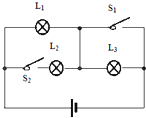 L₁ S₁
L₂ L₃
S₂